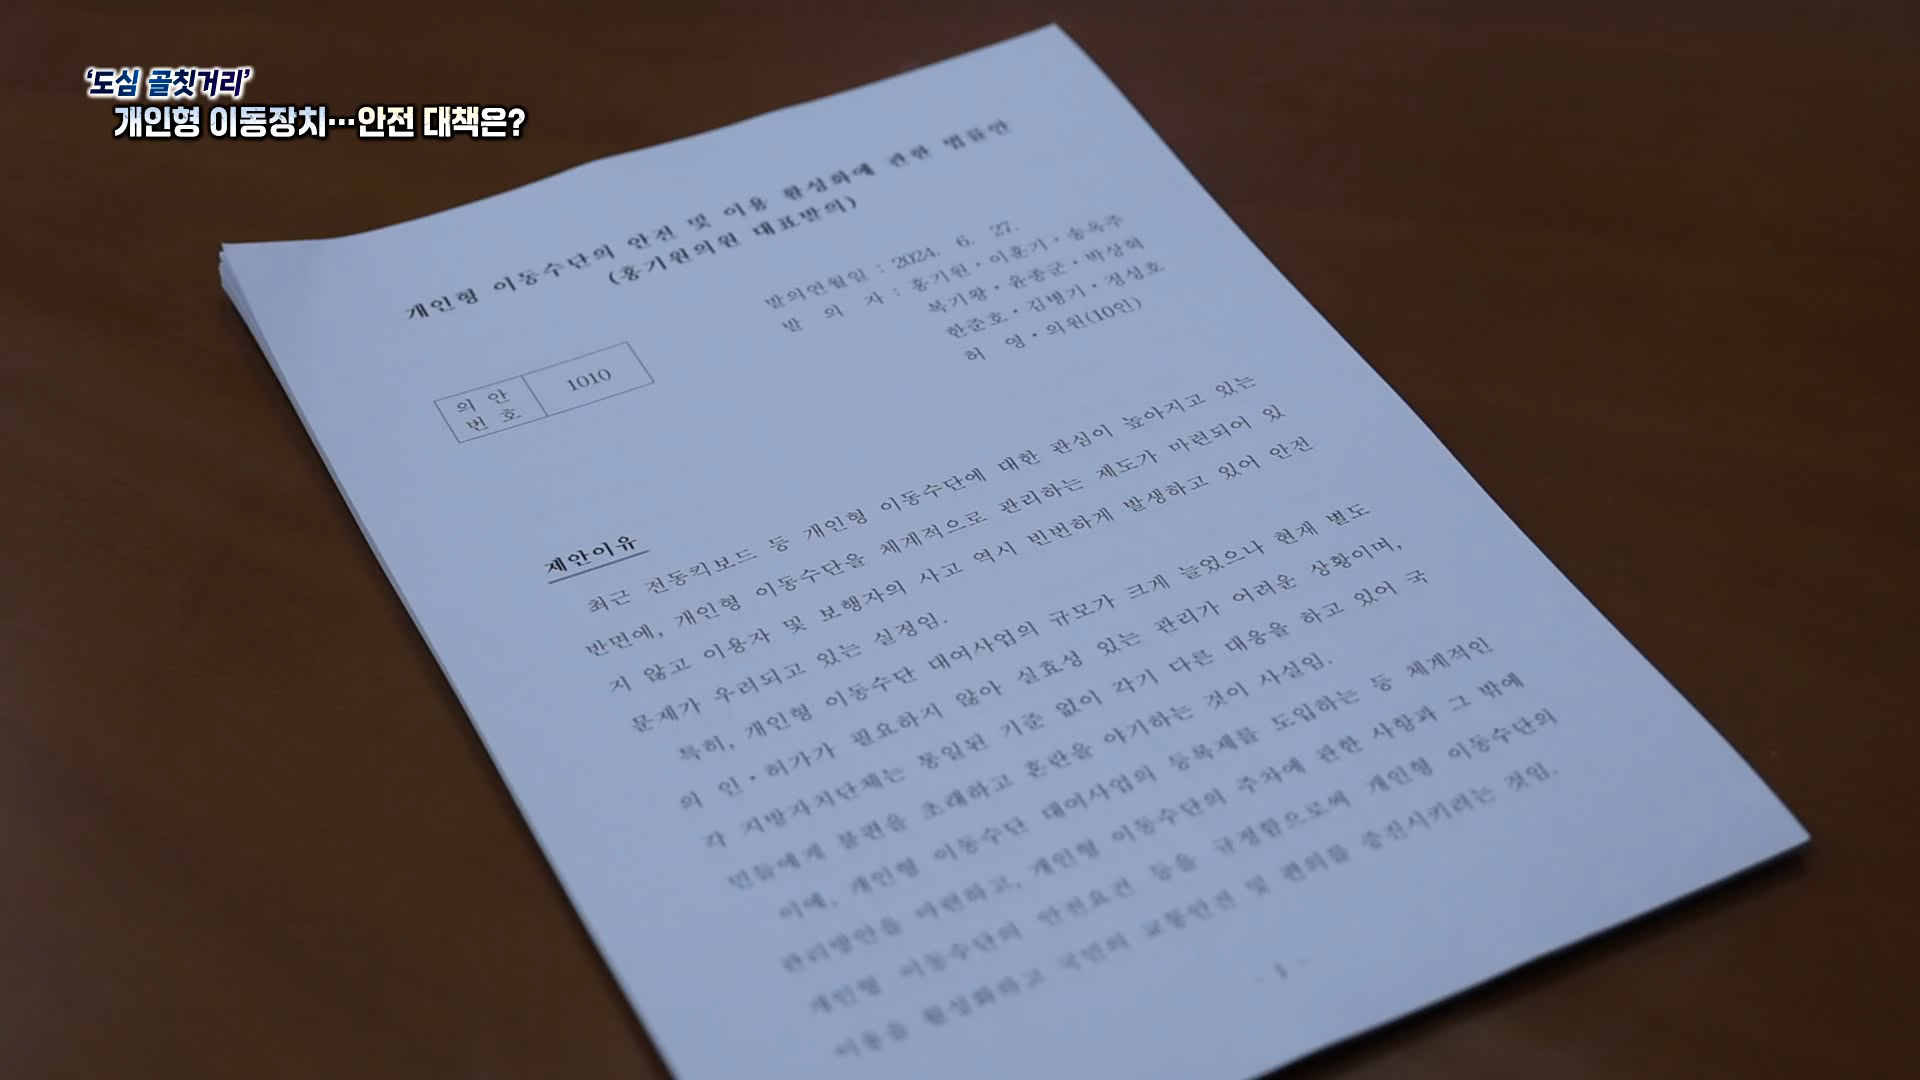 ‘도심 골칫거리’
개인형 이동장치…안전 대책은?
개인형 이동수단의 안전 및 이용 활성화에 관한 법률안
(홍기원의원 대표발의)
의 안
번 호
1010
발의연월일 : 2024. 6. 27.
발 의 자 : 홍기원ㆍ이훈기ㆍ송옥주
복기왕ㆍ윤종군ㆍ박상혁
한준호ㆍ김병기ㆍ정성호
허 영ㆍ의원(10인)
제안이유
최근 전동킥보드 등 개인형 이동수단에 대한 관심이 높아지고 있는
반면에, 개인형 이동수단을 체계적으로 관리하는 제도가 마련되어 있
지 않고 이용자 및 보행자의 사고 역시 빈번하게 발생하고 있어 안전
문제가 우려되고 있는 실정임.
특히, 개인형 이동수단 대여사업의 규모가 크게 늘었으나 현재 별도
의 인ㆍ허가가 필요하지 않아 실효성 있는 관리가 어려운 상황이며,
각 지방자치단체는 통일된 기준 없이 각기 다른 대응을 하고 있어 국
민들에게 불편을 초래하고 혼란을 야기하는 것이 사실임.
이에, 개인형 이동수단 대여사업의 등록제를 도입하는 등 체계적인
관리방안을 마련하고, 개인형 이동수단의 주차에 관한 사항과 그 밖에
개인형 이동수단의 안전요건 등을 규정함으로써 개인형 이동수단의
이용을 활성화하고 국민의 교통안전 및 편의를 증진시키려는 것임.
- 1 -